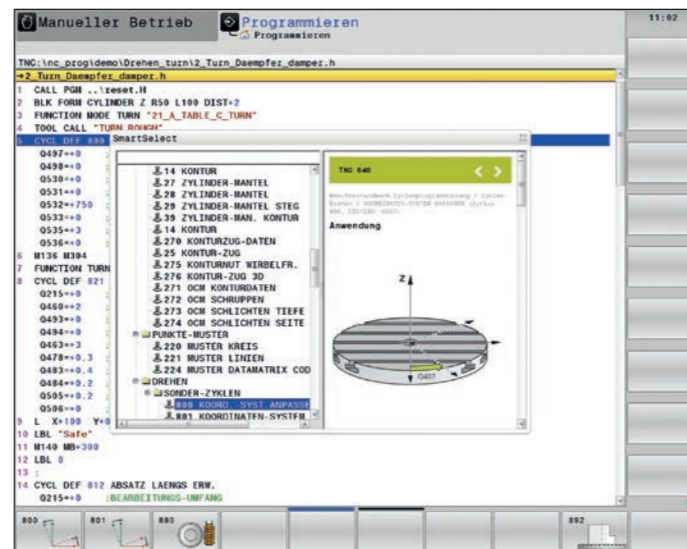 Manueller Betrieb
Programmieren
Programmieren
11:02
TNC:\nc_prog\demo\Drehen_turn\2_Turn_Daempfer_damper.h
→2_Turn_Daempfer_damper.h
1 CALL PGM ..\reset.H
2 BLK FORM CYLINDER Z R50 L100 DIST+2
3 FUNCTION MODE TURN "21_A_TABLE_C_TURN"
4 TOOL CALL "TURN_ROUGH"
5 CYCL DEF 800
Q497=+0 ;
Q498=+0 ;
Q530=+0 ;
Q531=+0 ;
Q532=+750 ;
Q533=+0 ;
Q535=+3 ;
Q536=+0 ;
6 M136 M304
7 FUNCTION TURN
8 CYCL DEF 821
Q215=+0 ;
Q460=+2 ;
Q493=+0 ;
Q494=+0 ;
Q463=+3 ;
Q478=+0.3 ;
Q483=+0.4 ;
Q484=+0.2 ;
Q505=+0.2 ;
Q506=+0 ;
9 L X+100 Y+0
10 LBL "Safe"
11 M140 MB+300
12 LBL 0
13 ;
14 CYCL DEF 812 ABSATZ LAENGS ERW.
Q215=+0 ;BEARBEITUNGS-UMFANG
SmartSelect
14 KONTUR
27 ZYLINDER-MANTEL
28 ZYLINDER-MANTEL
29 ZYLINDER-MANTEL STEG
39 ZYLINDER-MAN. KONTUR
14 KONTUR
270 KONTURZUG-DATEN
25 KONTUR-ZUG
275 KONTURNUT WIRBELFR.
276 KONTUR-ZUG 3D
271 OCM KONTURDATEN
272 OCM SCHRUPPEN
273 OCM SCHLICHTEN TIEFE
274 OCM SCHLICHTEN SEITE
PUNKTE-MUSTER
220 MUSTER KREIS
221 MUSTER LINIEN
224 MUSTER DATAMATRIX COD
DREHEN
SONDER-ZYKLEN
800 KOORD.-SYST.ANPASSE
801 KOORDINATEN-SYSTEM
TNC 640
Benutzerhandbuch Zyklenprogrammierung / Zyklen
Drehen / KOORDINATEN-SYSTEM ANPASSEN (Zyklus
Anwendung
Z
Q497
800
801
880
892